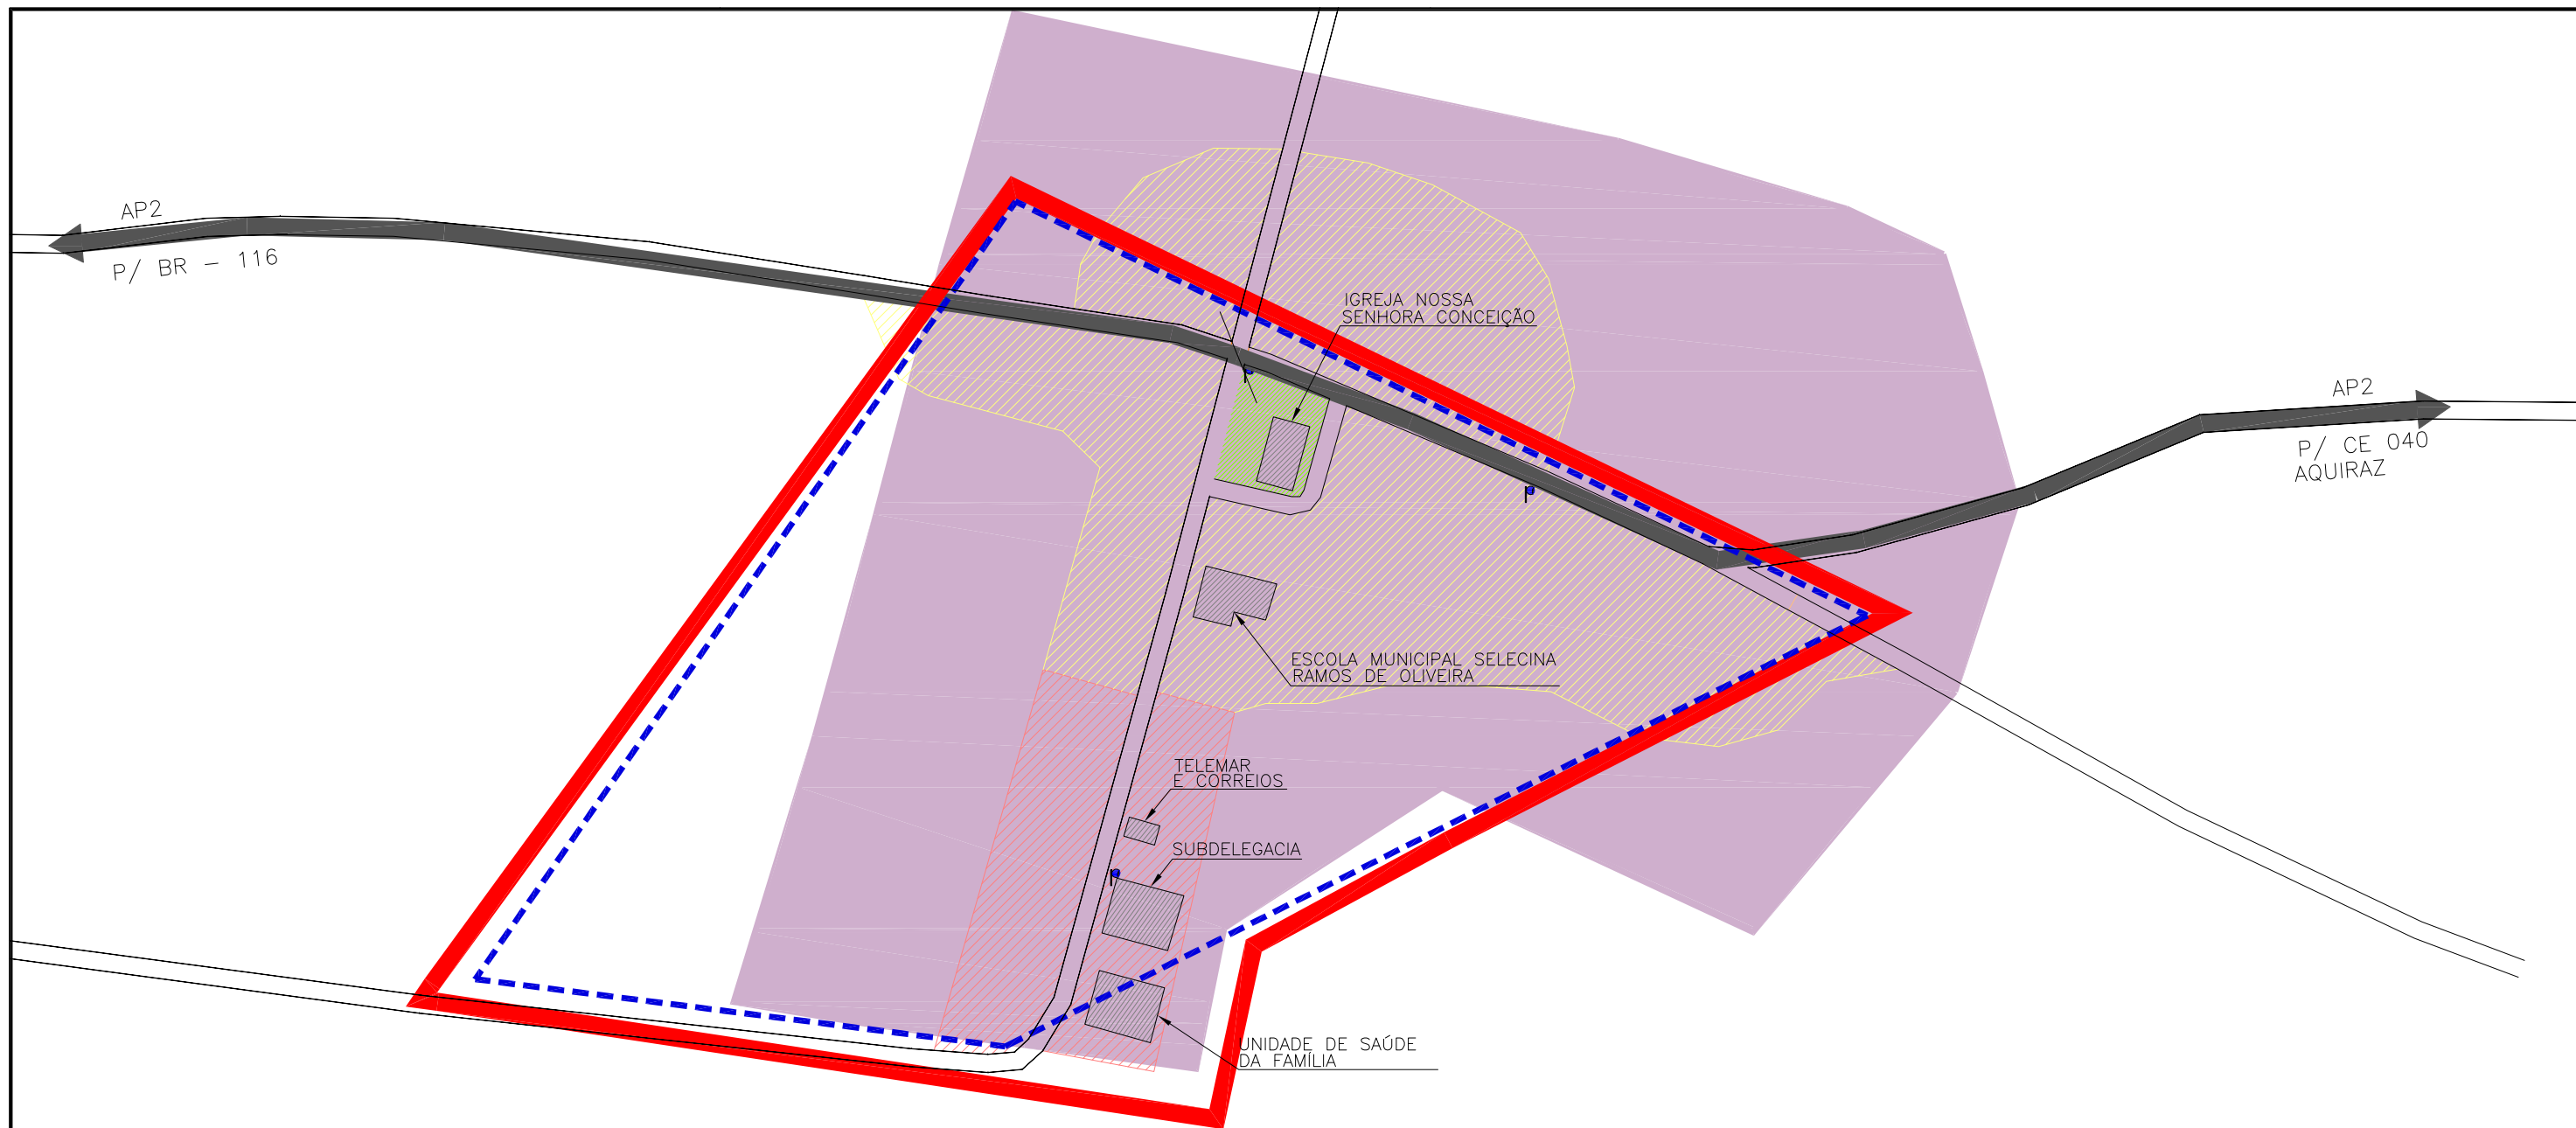 AP2
P/ BR - 116
IGREJA NOSSA
SENHORA CONCEIÇÃO
AP2
P/ CE 040
AQUIRAZ
ESCOLA MUNICIPAL SELECINA
RAMOS DE OLIVEIRA
TELEMAR
E CORREIOS
SUBDELEGACIA
UNIDADE DE SAÚDE
DA FAMÍLIA